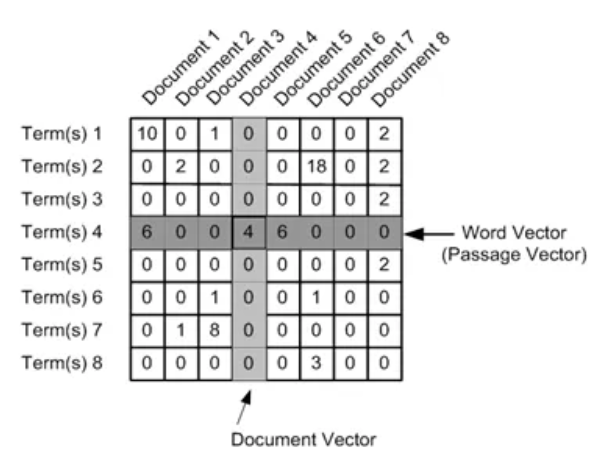 Document 1
Document 2
Document 3
Document 4
Document 5
Document 6
Document 7
Document 8
Term(s) 1 10 0 1 0 0 0 0 2
Term(s) 2 0 2 0 0 0 18 0 2
Term(s) 3 0 0 0 0 0 0 0 2
Term(s) 4 6 0 0 4 6 0 0 0
Word Vector
(Passage Vector)
Term(s) 5 0 0 0 0 0 0 0 2
Term(s) 6 0 0 1 0 0 1 0 0
Term(s) 7 0 1 8 0 0 0 0 0
Term(s) 8 0 0 0 0 0 3 0 0
Document Vector